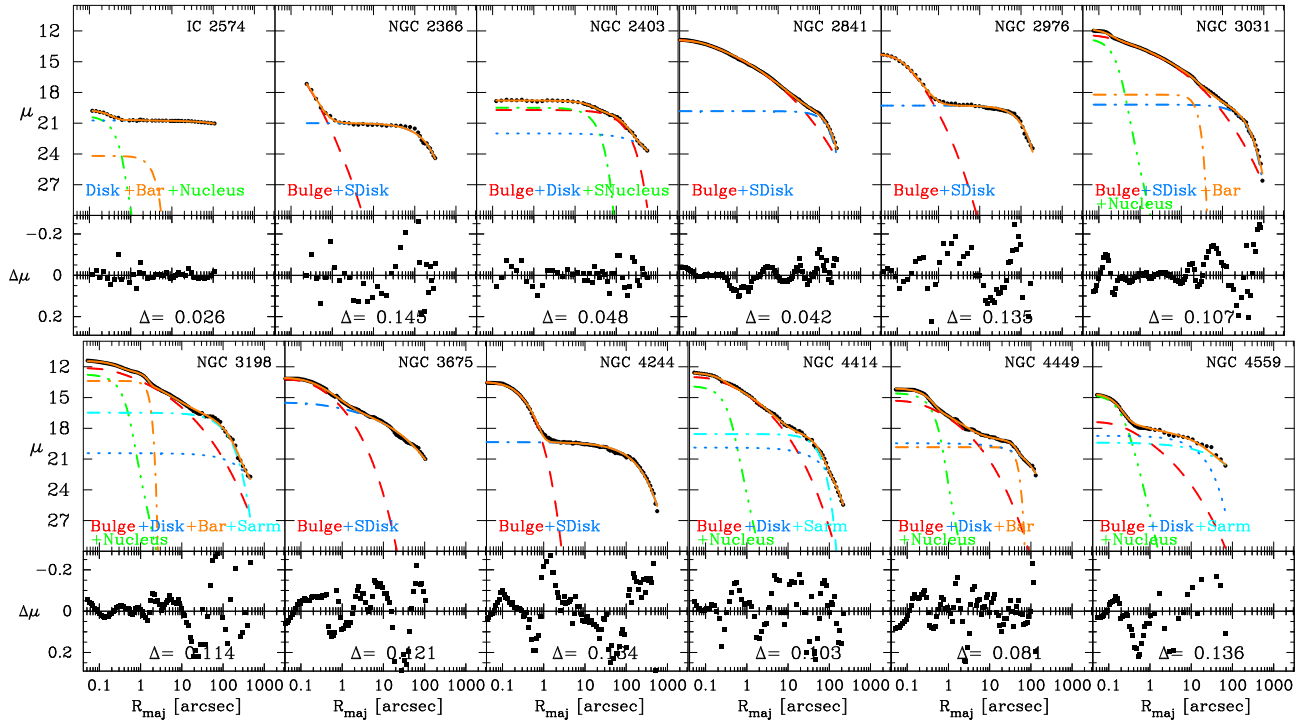 IC 2574
NGC 2366
NGC 2403
NGC 2841
NGC 2976
NGC 3031
12
15
18
21
24
27
μ
Disk+Bar+Nucleus
Bulge+SDisk
Bulge+Disk+SNucleus
Bulge+SDisk
Bulge+SDisk
Bulge+SDisk+Bar
+Nucleus
−0.2
0
0.2
Δμ
Δ= 0.026
Δ= 0.145
Δ= 0.048
Δ= 0.042
Δ= 0.135
Δ= 0.107
NGC 3198
NGC 3675
NGC 4244
NGC 4414
NGC 4449
NGC 4559
12
15
18
21
24
27
μ
Bulge+Disk+Bar+Sarm
+Nucleus
Bulge+SDisk
Bulge+SDisk
Bulge+Disk+Sarm
+Nucleus
Bulge+Disk+Bar
+Nucleus
Bulge+Disk+Sarm
+Nucleus
−0.2
0
0.2
Δμ
Δ= 0.114
Δ= 0.121
Δ= 0.103
Δ= 0.081
Δ= 0.136
0.1 1 10 100 1000
0.1 1 10 100 1000
0.1 1 10 100 1000
0.1 1 10 100 1000
0.1 1 10 100 1000
0.1 1 10 100 1000
Rmaj [arcsec]
Rmaj [arcsec]
Rmaj [arcsec]
Rmaj [arcsec]
Rmaj [arcsec]
Rmaj [arcsec]